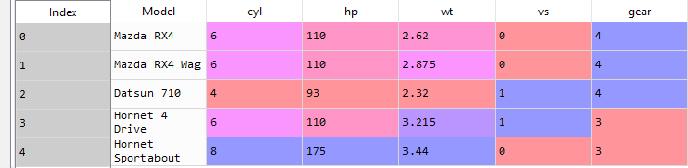 Index Model cyl hp wt vs gear
0 Mazda RX4 6 110 2.62 0 4
1 Mazda RX4 Wag 6 110 2.875 0 4
2 Datsun 710 4 93 2.32 1 4
3 Hornet 4 Drive 6 110 3.215 1 3
4 Hornet Sportabout 8 175 3.44 0 3